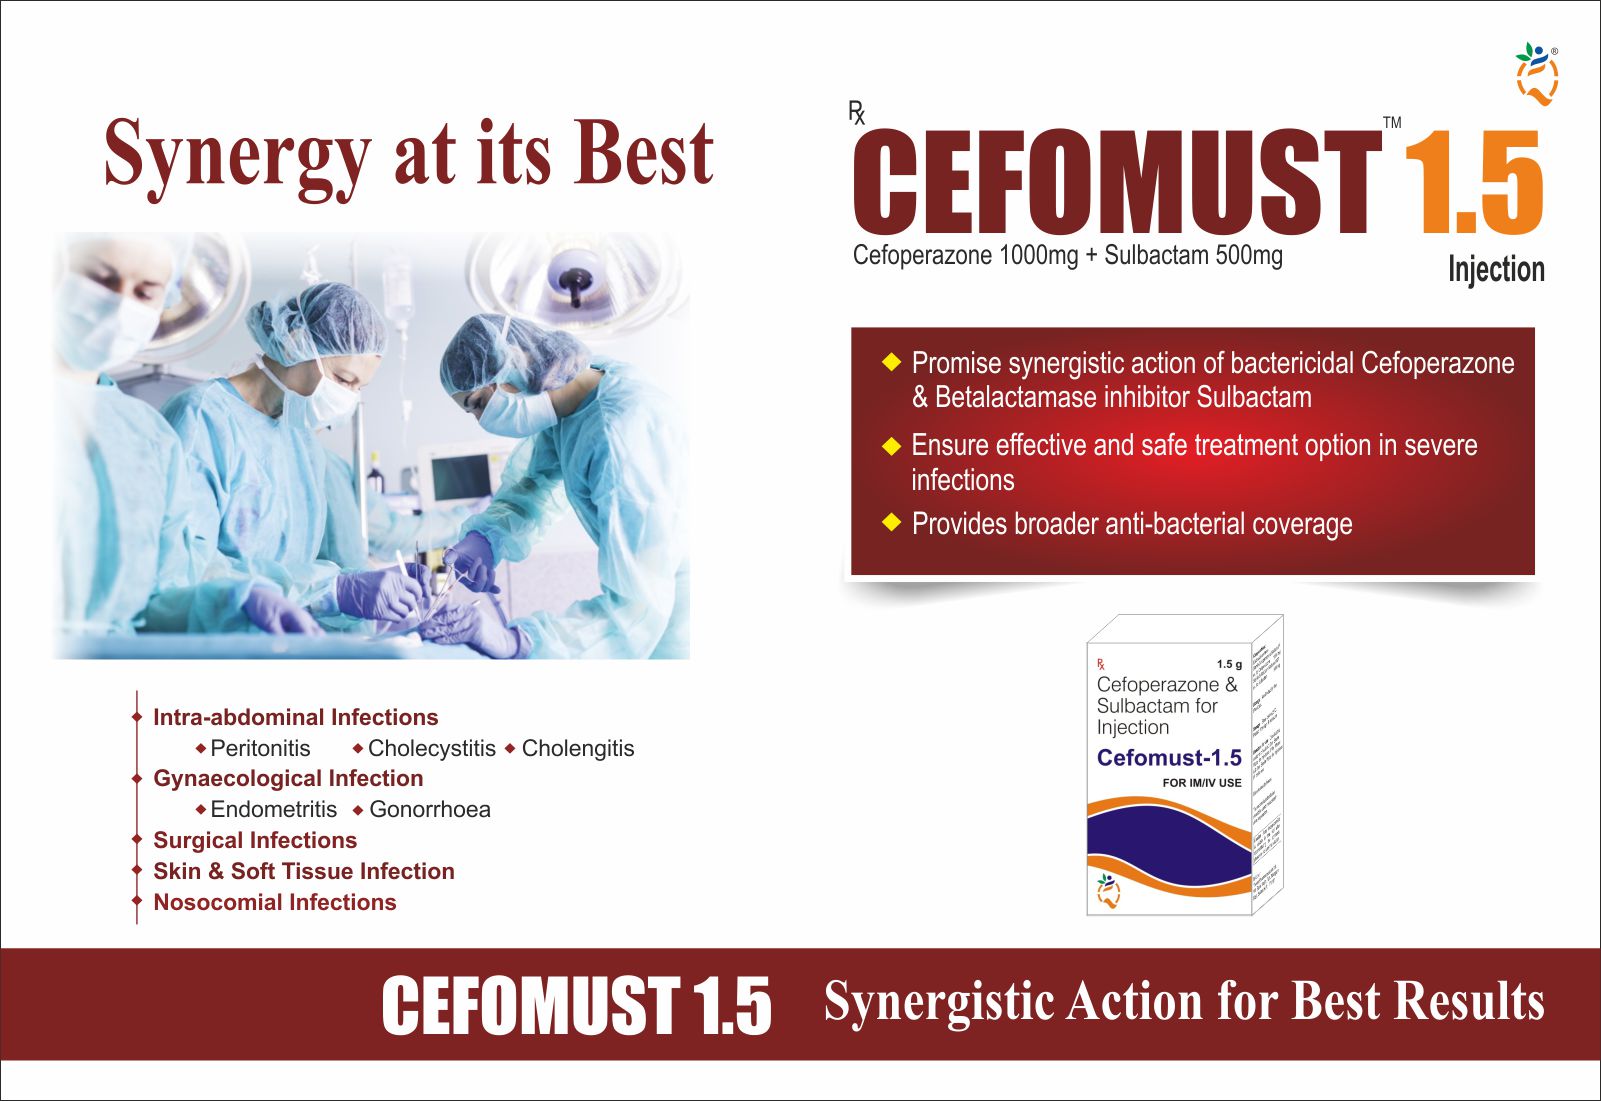 Synergy at its Best
Intra-abdominal Infections
Peritonitis Cholecystitis Cholengitis
Gynaecological Infection
Endometritis Gonorrhoea
Surgical Infections
Skin & Soft Tissue Infection
Nosocomial Infections
®
Rx
CEFOMUST™ 1.5
Cefoperazone 1000mg + Sulbactam 500mg
Injection
Promise synergistic action of bactericidal Cefoperazone
& Betalactamase inhibitor Sulbactam
Ensure effective and safe treatment option in severe
infections
Provides broader anti-bacterial coverage
Rx 1.5 g
Cefoperazone &
Sulbactam for
Injection
Cefomust-1.5
FOR IM/IV USE
CEFOMUST 1.5 Synergistic Action for Best Results